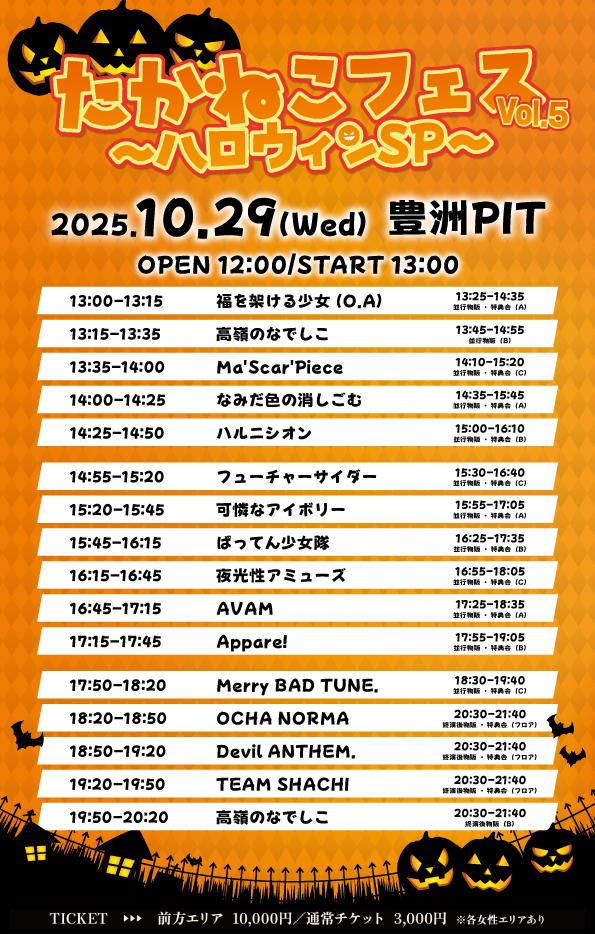 たかねこフェス
Vol.5
～ハロウィンSP～
2025.10.29(Wed) 豊洲PIT
OPEN 12:00/START 13:00
13:00-13:15 福を架ける少女 (O.A) 13:25-14:35
並行物販・特典会 (A)
13:15-13:35 高嶺のなでしこ 13:45-14:55
並行物販 (B)
13:35-14:00 Ma'Scar'Piece 14:10-15:20
並行物販・特典会 (C)
14:00-14:25 なみだ色の消しごむ 14:35-15:45
並行物販・特典会 (A)
14:25-14:50 ハルニシオン 15:00-16:10
並行物販・特典会 (B)
14:55-15:20 フューチャーサイダー 15:30-16:40
並行物販・特典会 (C)
15:20-15:45 可憐なアイボリー 15:55-17:05
並行物販・特典会 (A)
15:45-16:15 ばってん少女隊 16:25-17:35
並行物販・特典会 (B)
16:15-16:45 夜光性アミューズ 16:55-18:05
並行物販・特典会 (C)
16:45-17:15 AVAM 17:25-18:35
並行物販・特典会 (A)
17:15-17:45 Appare! 17:55-19:05
並行物販・特典会 (B)
17:50-18:20 Merry BAD TUNE. 18:30-19:40
並行物販・特典会 (C)
18:20-18:50 OCHA NORMA 20:30-21:40
終演後物販・特典会 (フロア)
18:50-19:20 Devil ANTHEM. 20:30-21:40
終演後物販・特典会 (フロア)
19:20-19:50 TEAM SHACHI 20:30-21:40
終演後物販・特典会 (フロア)
19:50-20:20 高嶺のなでしこ 20:30-21:40
終演後物販 (B)
TICKET 前方エリア 10,000円／通常チケット 3,000円 ※各女性エリアあり